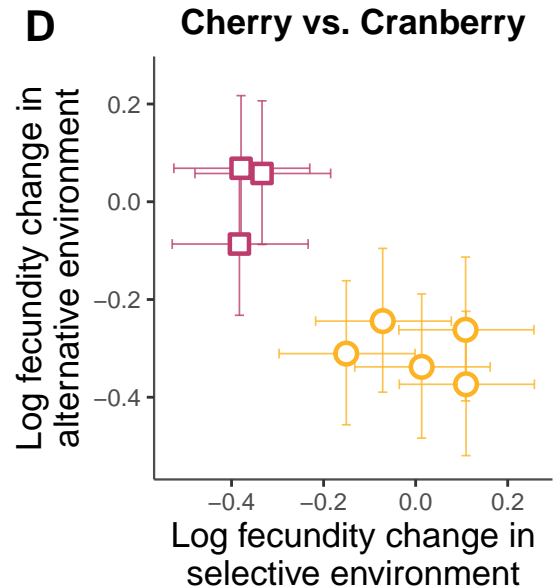 D
Cherry vs. Cranberry
Log fecundity change in
alternative environment
0.2
0.0
−0.2
−0.4
−0.4
−0.2
0.0
0.2
Log fecundity change in
selective environment